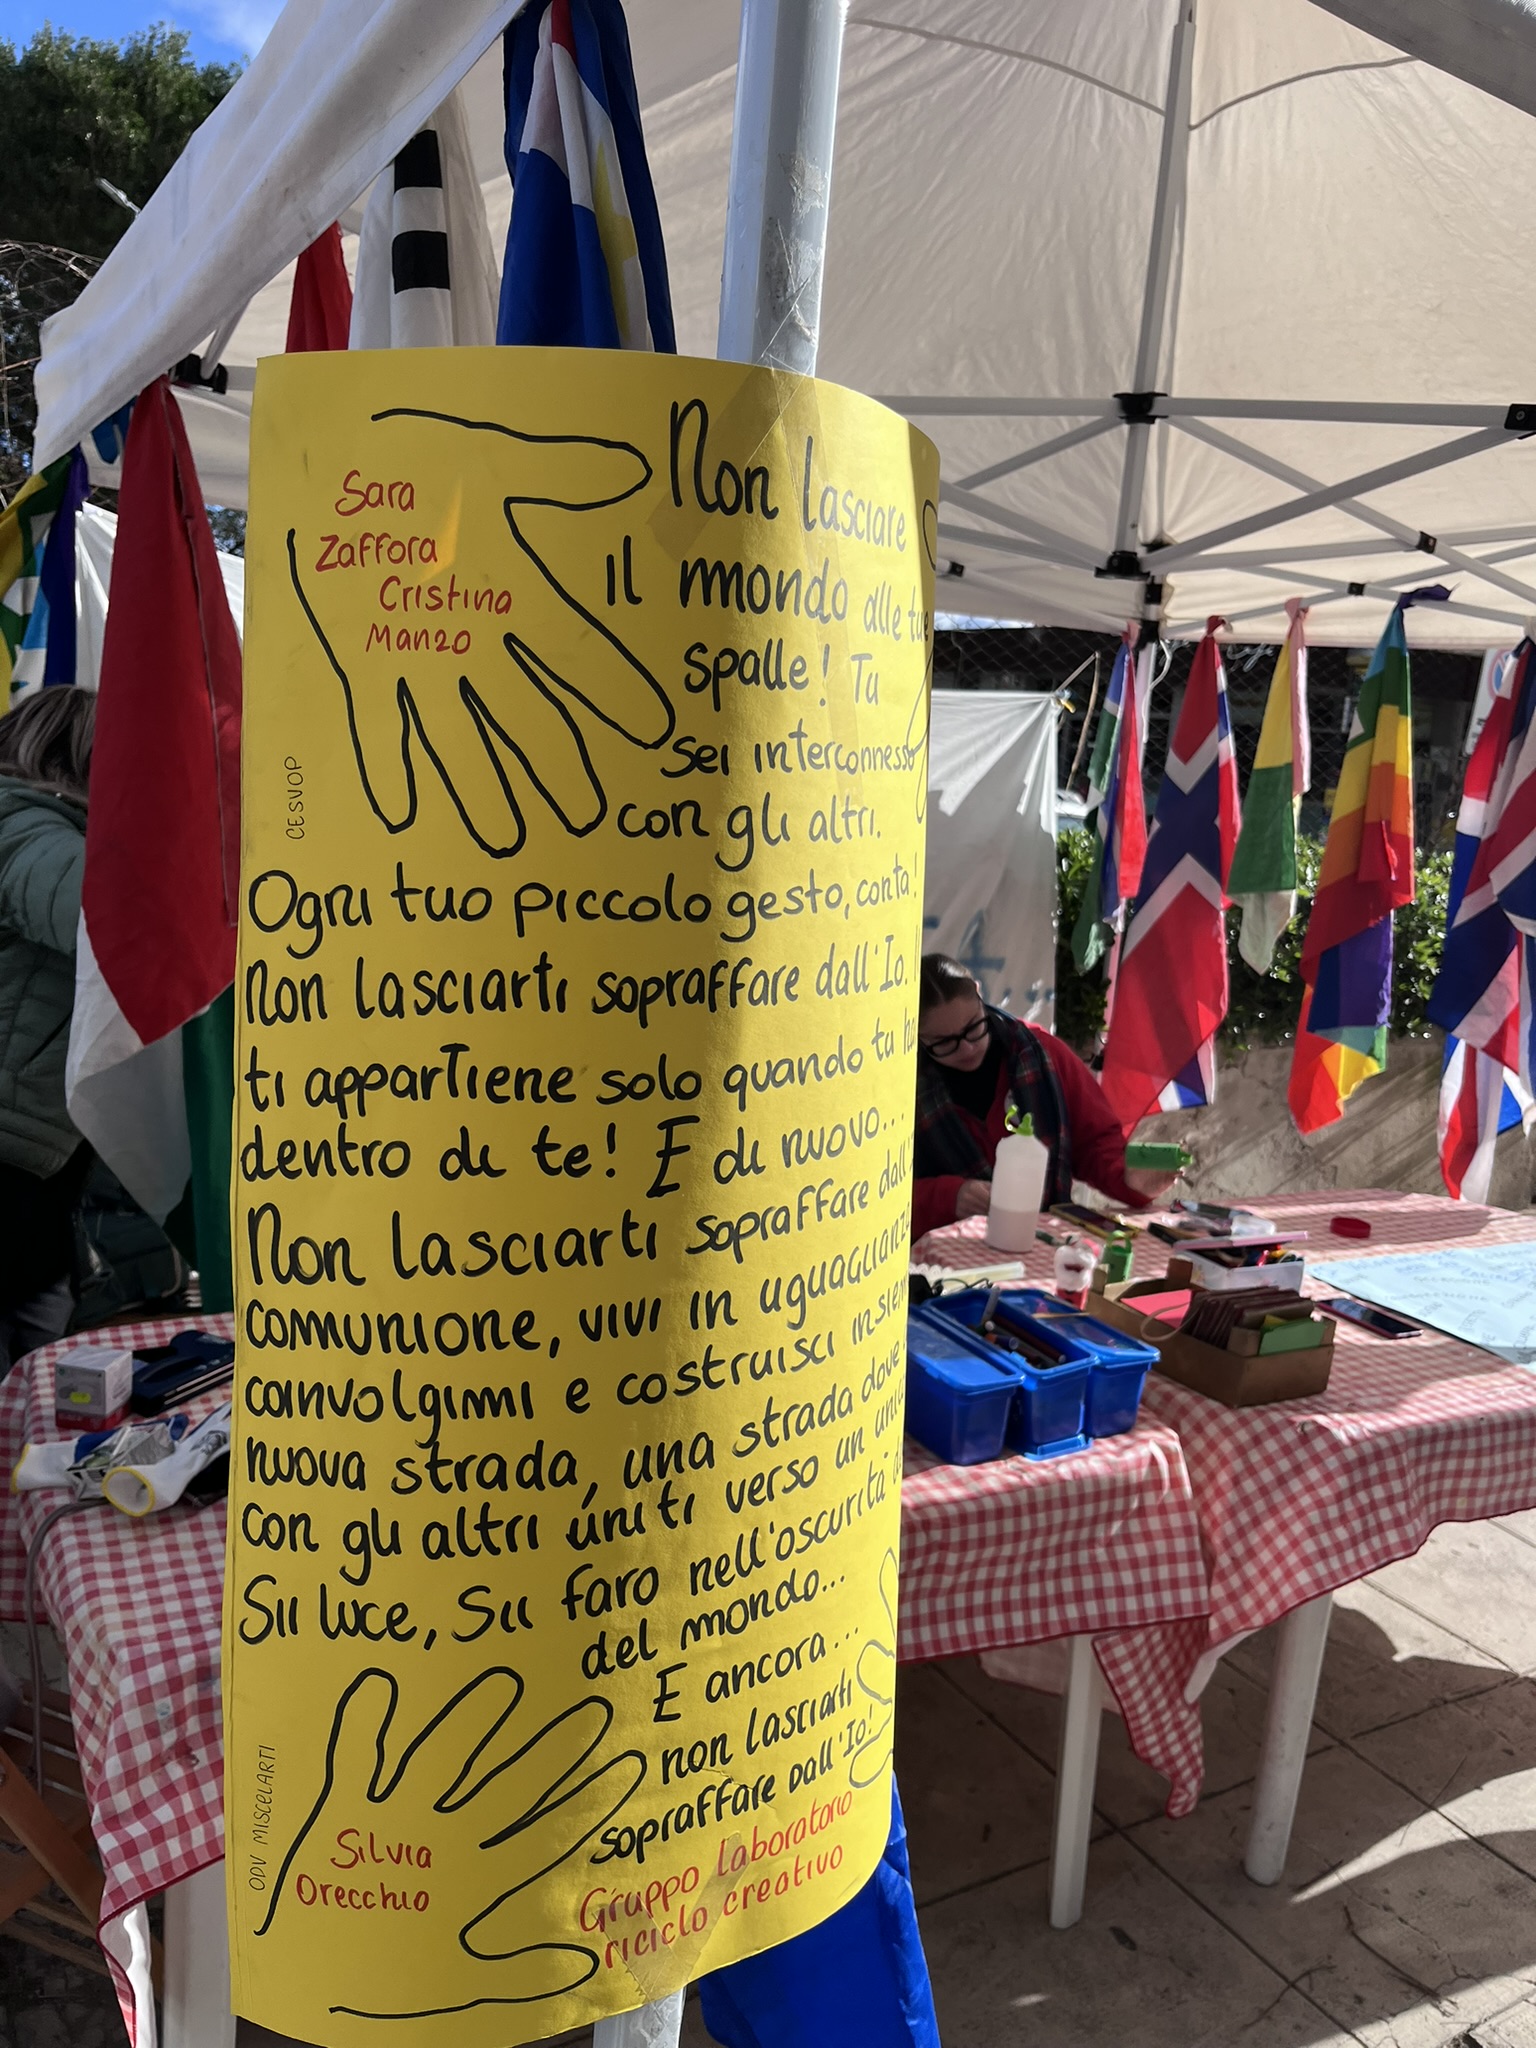 Sara
Zaffora
Cristina
Manzo
CESVOP
Non lasciare
il mondo alle tue
spalle! Tu
sei interconnesso
con gli altri.
Ogni tuo piccolo gesto, conta!
Non lasciarti sopraffare dall'Io.
ti appartiene solo quando tu
dentro di te! E di nuovo...
Non lasciarti sopraffare
comunione, vivi in
coinvolgimi e costruisci
nuova strada, una strada dove
con gli altri uniti verso un
Sii luce, Sii faro nell'oscurità
del mondo...
E ancora...
non lasciarti
sopraffare dall'Io!
Gruppo laboratorio
riciclo creativo
Silvia
Orecchio
ODV MISCELARTI